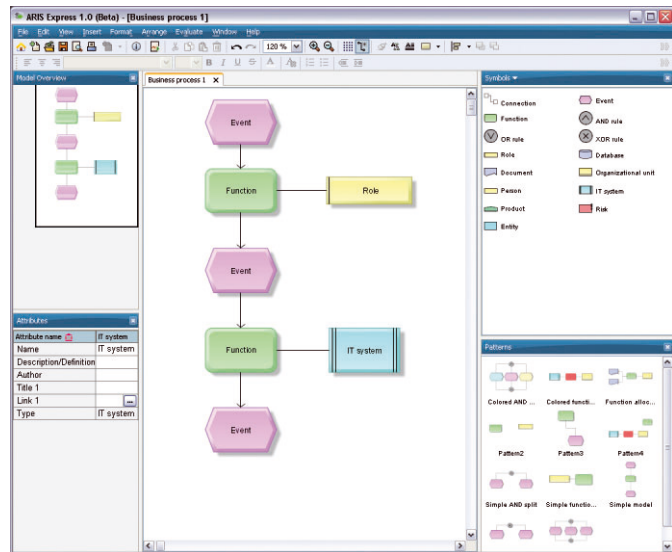 ARIS Express 1.0 (Beta) - [Business process 1]
File Edit View Insert Format Arrange Evaluate Window Help
120 %
B I U S A
Model Overview
Business process 1 x
Event
Function
Role
Event
Function
IT system
Event
Attributes
Attribute name IT system
Name IT system
Description/Definition
Author
Title 1
Link 1 ...
Type IT system
Symbols
Connection Event
Function AND rule
OR rule XOR rule
Role Database
Document Organizational unit
Person IT system
Product Risk
Entity
Patterns
Colored AND ... Colored functi... Function alloc...
Pattern2 Pattern3 Pattern4
Simple AND split Simple functio... Simple model